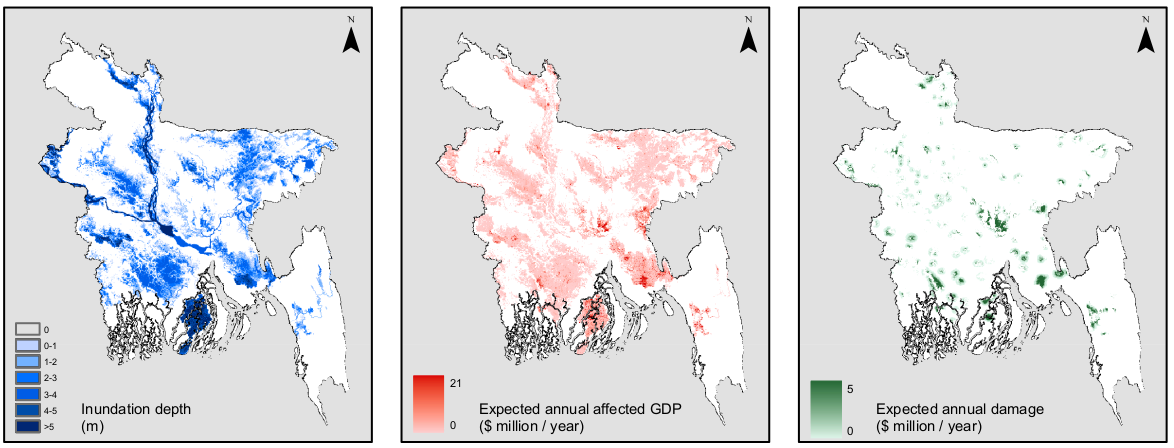 N
0
0-1
1-2
2-3
3-4
4-5
>5
Inundation depth
(m)
N
21
0
Expected annual affected GDP
($ million / year)
N
5
0
Expected annual damage
($ million / year)